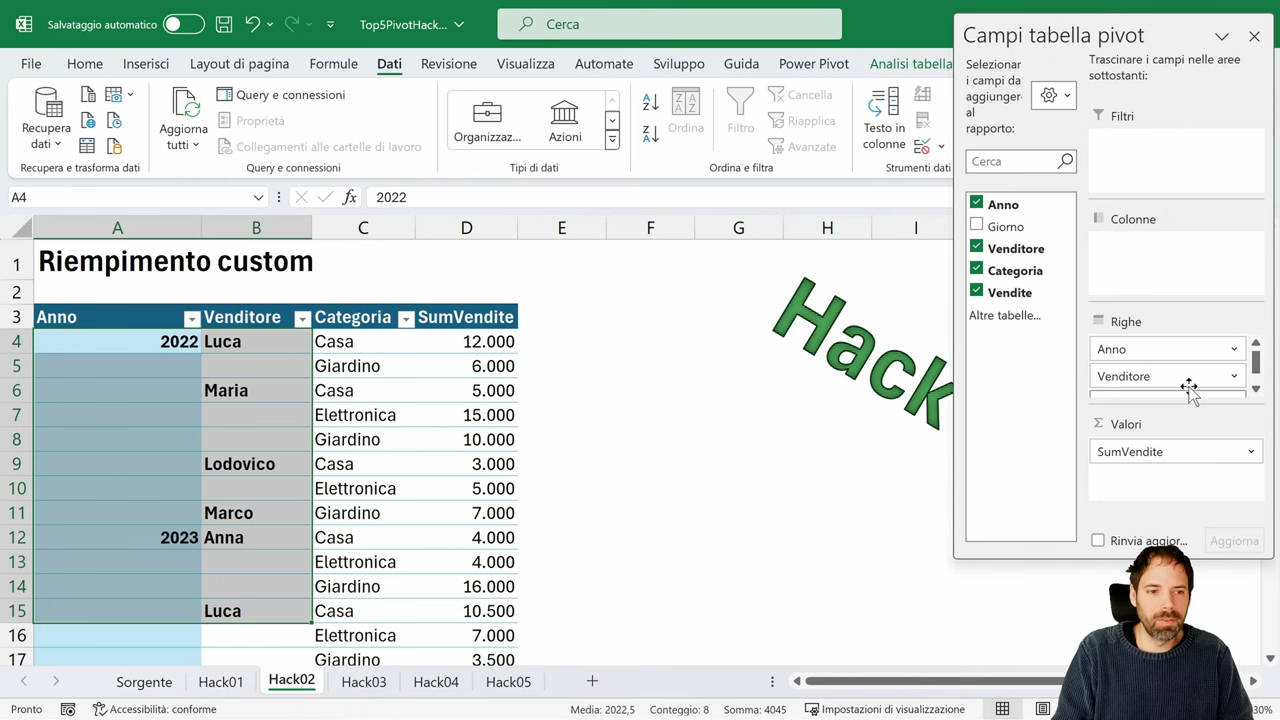 Salvataggio automatico
Top5PivotHack...
Cerca
File Home Inserisci Layout di pagina Formule Dati Revisione Visualizza Automate Sviluppo Guida Power Pivot Analisi tabella
Recupera dati
Aggiorna tutti
Query e connessioni
Proprietà
Collegamenti alle cartelle di lavoro
Organizzaz...
Azioni
Ordina
Filtro
Cancella
Riapplica
Avanzate
Testo in colonne
Recupera e trasforma dati
Query e connessioni
Tipi di dati
Ordina e filtra
Strumenti dati
A4
fx
2022
A B C D E F G H I
1 Riempimento custom
2
3 Anno Venditore Categoria SumVendite
4 2022 Luca Casa 12.000
5 Giardino 6.000
6 Maria Casa 5.000
7 Elettronica 15.000
8 Giardino 10.000
9 Lodovico Casa 3.000
10 Elettronica 5.000
11 Marco Giardino 7.000
12 2023 Anna Casa 4.000
13 Elettronica 4.000
14 Giardino 16.000
15 Luca Casa 10.500
16 Elettronica 7.000
17 Giardino 3.500
Hack
Campi tabella pivot
Selezionar
i campi da
aggiunger
al
rapporto:
Cerca
Anno
Giorno
Venditore
Categoria
Vendite
Altre tabelle...
Trascinare i campi nelle aree
sottostanti:
Filtri
Colonne
Righe
Anno
Venditore
Σ Valori
SumVendite
Rinvia aggior...
Aggiorna
Sorgente Hack01 Hack02 Hack03 Hack04 Hack05
Pronto
Accessibilità: conforme
Media: 2022,5 Conteggio: 8 Somma: 4045
Impostazioni di visualizzazione